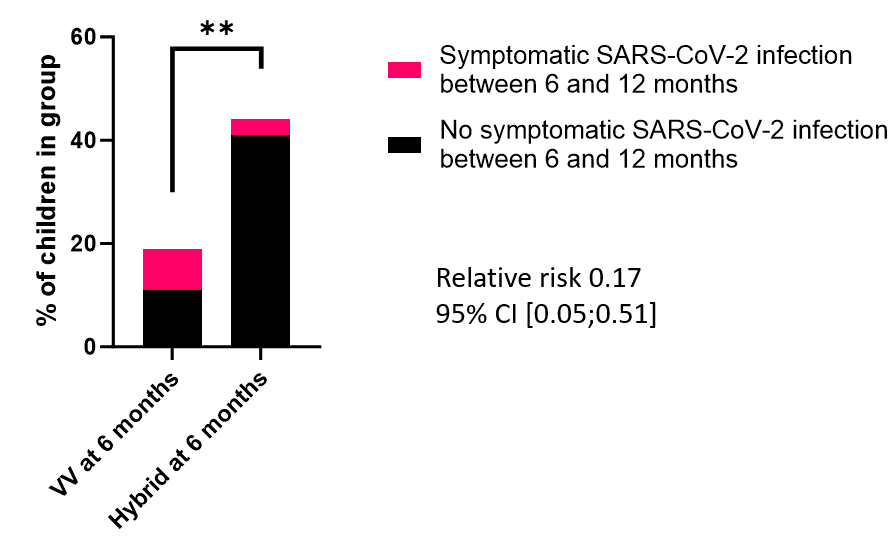 **
60
40
20
0
% of children in group
VV at 6 months
Hybrid at 6 months
Symptomatic SARS-CoV-2 infection
between 6 and 12 months
No symptomatic SARS-CoV-2 infection
between 6 and 12 months
Relative risk 0.17
95% CI [0.05;0.51]